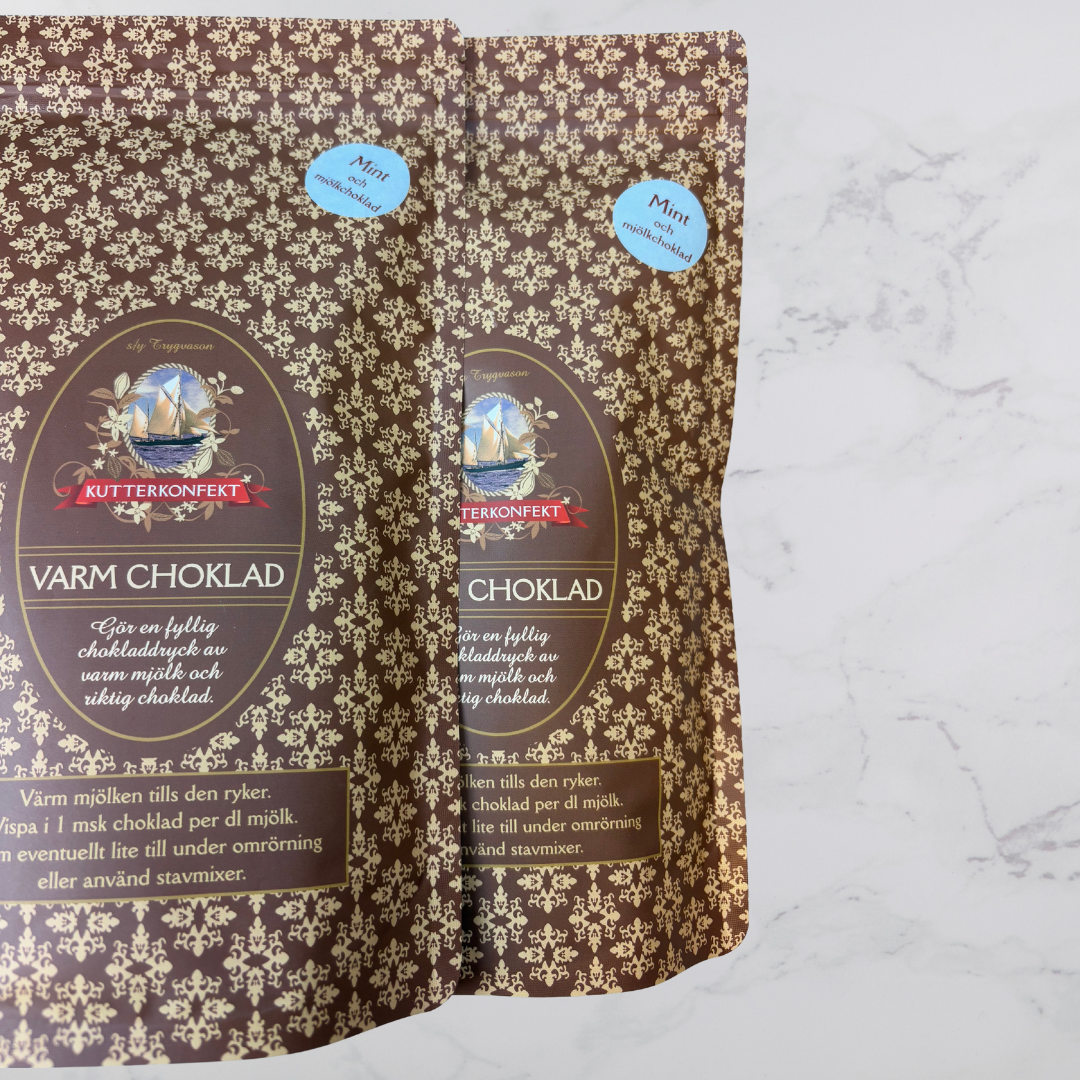 Mint
och
mjölkchoklad
s/y Trygvason
KUTTERKONFEKT
VARM CHOKLAD
Gör en fyllig
chokladdryck av
varm mjölk och
riktig choklad.
Värm mjölken tills den ryker.
Vispa i 1 msk choklad per dl mjölk.
eventuellt lite till under omrörning
eller använd stavmixer.
Mint
och
mjölkchoklad
Trygvason
TERKONFEKT
CHOKLAD
ör en fyllig
kladdryck av
m mjölk och
tig choklad.
ölken tills den ryker.
k choklad per dl mjölk.
t lite till under omrörning
nvänd stavmixer.